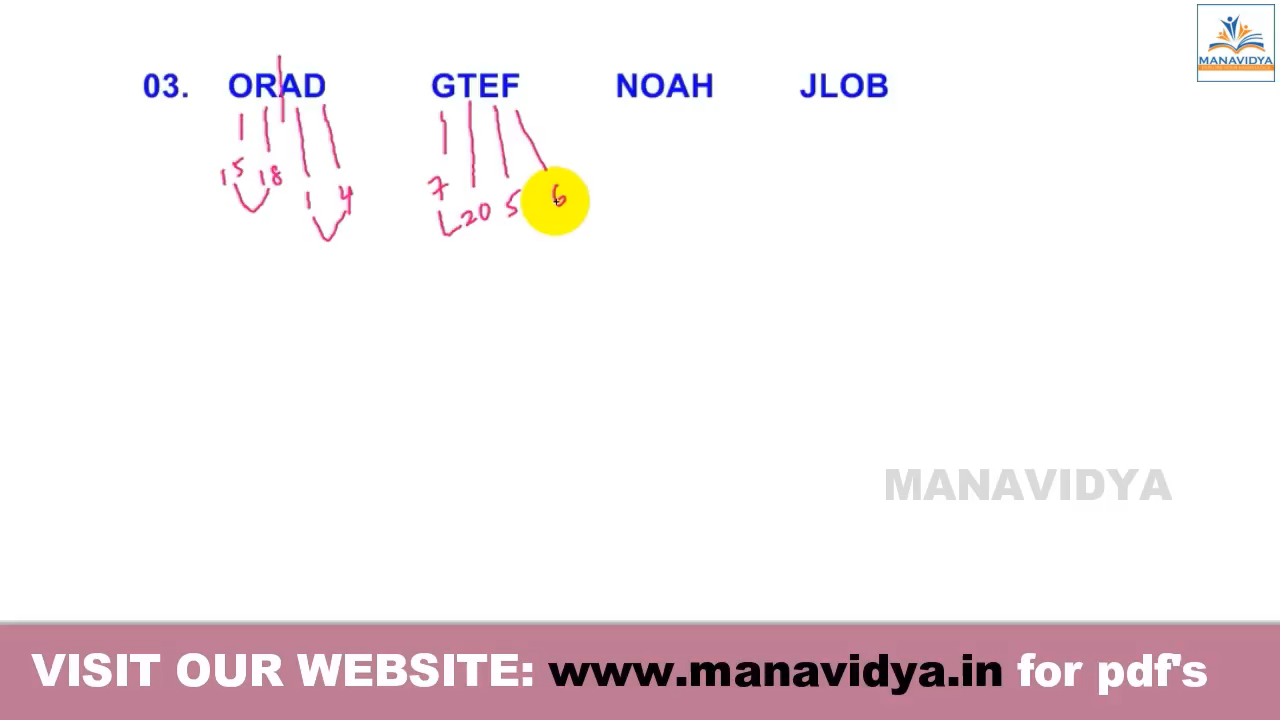 MANAVIDYA
03. ORAD GTEF NOAH JLOB
15 18 1 4 7 20 5 6
MANAVIDYA
VISIT OUR WEBSITE: www.manavidya.in for pdf's